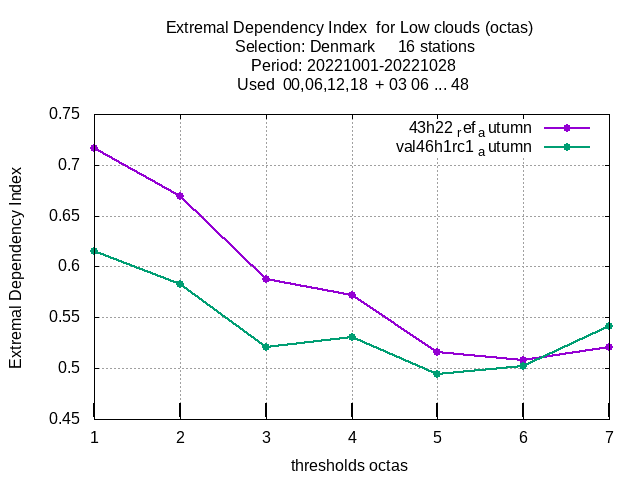 Extremal Dependency Index  for Low clouds (octas)
Selection: Denmark     16 stations
Period: 20221001-20221028
Used  00,06,12,18  + 03 06 ... 48
43h22 ref autumn
val46h1rc1 autumn
Extremal Dependency Index
0.75
0.7
0.65
0.6
0.55
0.5
0.45
1 2 3 4 5 6 7
thresholds octas